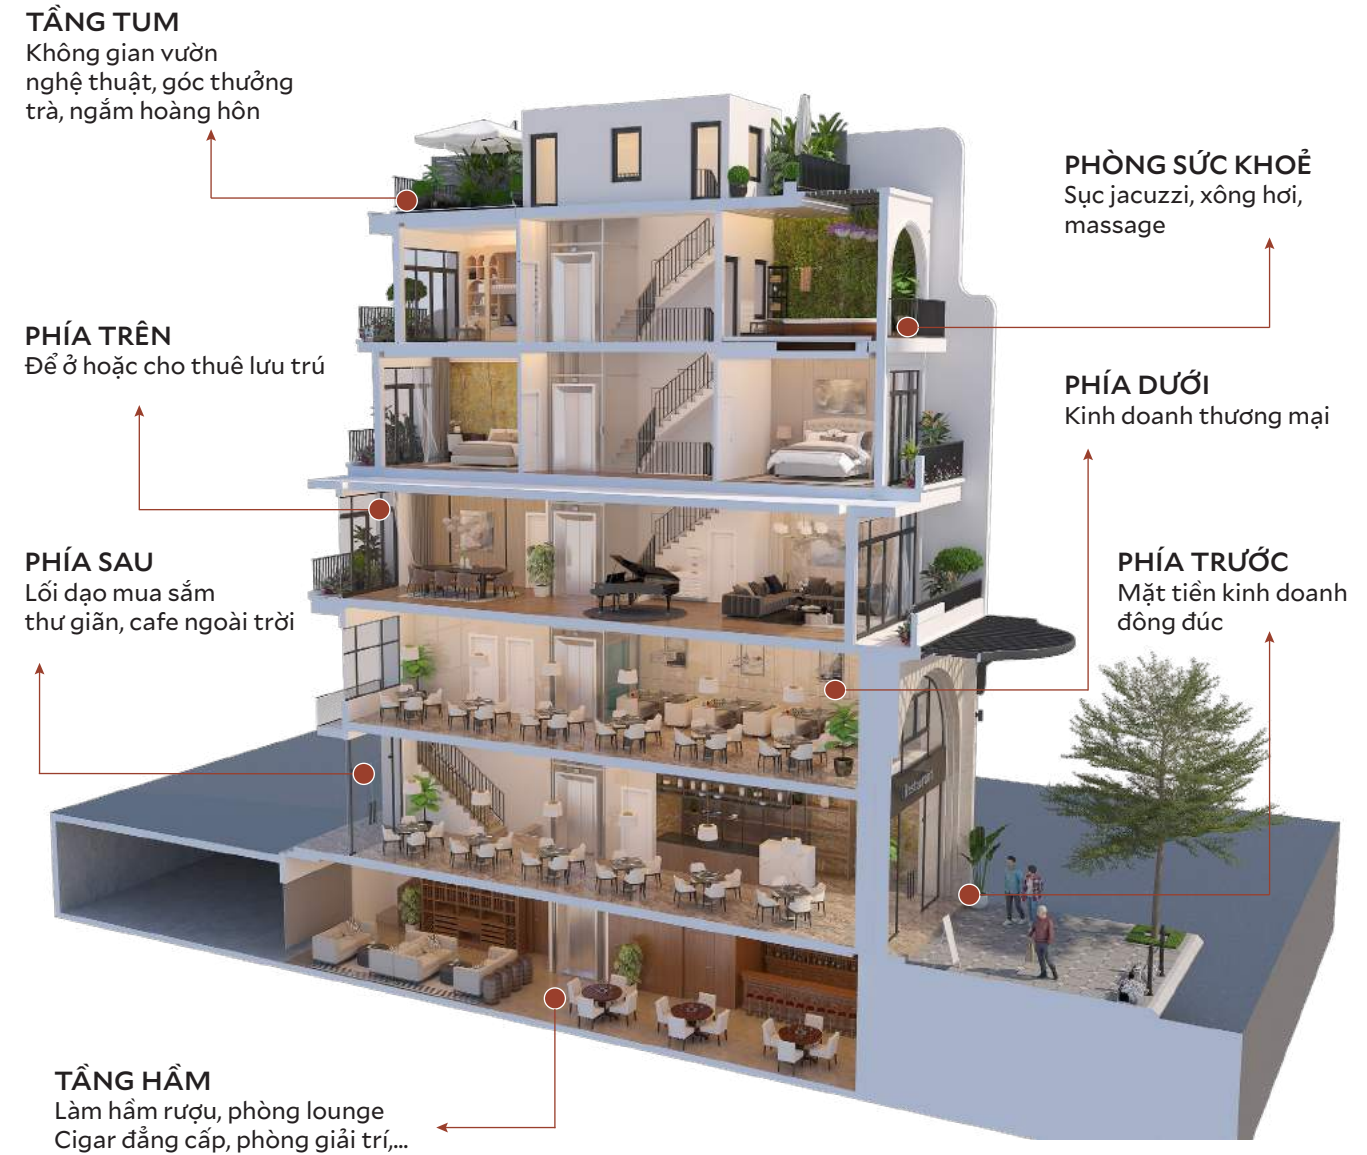 TẦNG TUM
Không gian vườn
nghệ thuật, góc thưởng
trà, ngắm hoàng hôn
PHÒNG SỨC KHOẺ
Sục jacuzzi, xông hơi,
massage
PHÍA TRÊN
Để ở hoặc cho thuê lưu trú
PHÍA DƯỚI
Kinh doanh thương mại
PHÍA SAU
Lối dạo mua sắm
thư giãn, cafe ngoài trời
PHÍA TRƯỚC
Mặt tiền kinh doanh
đông đúc
Restaurant
TẦNG HẦM
Làm hầm rượu, phòng lounge
Cigar đẳng cấp, phòng giải trí,...